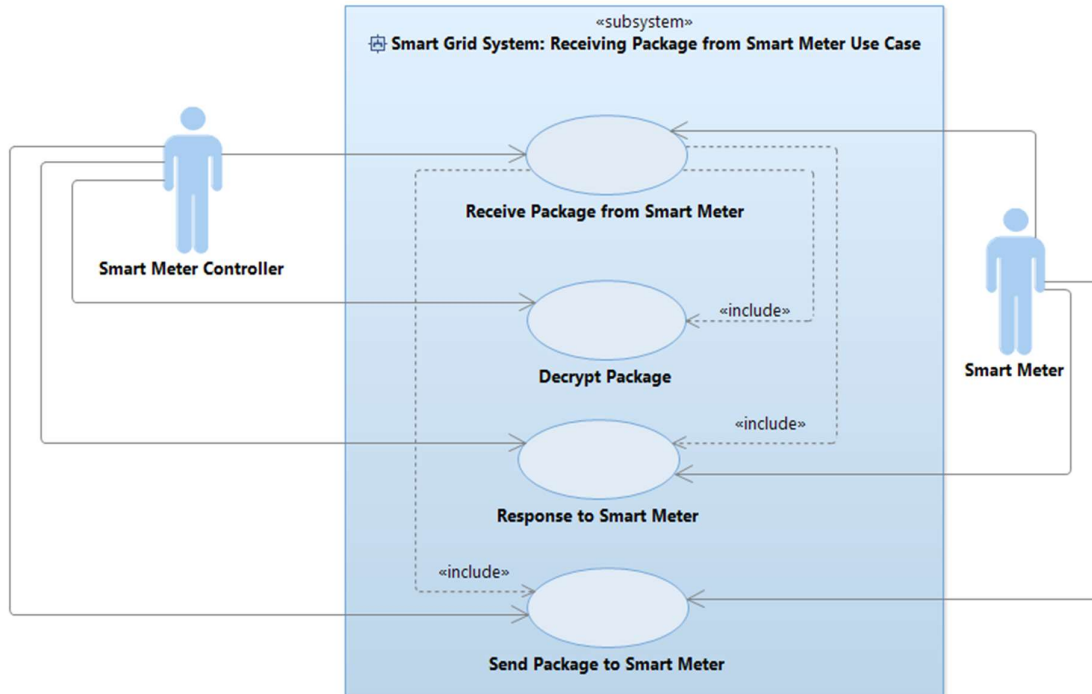 «subsystem»
Smart Grid System: Receiving Package from Smart Meter Use Case
Receive Package from Smart Meter
Smart Meter Controller
«include»
Smart Meter
Decrypt Package
«include»
Response to Smart Meter
«include»
Send Package to Smart Meter